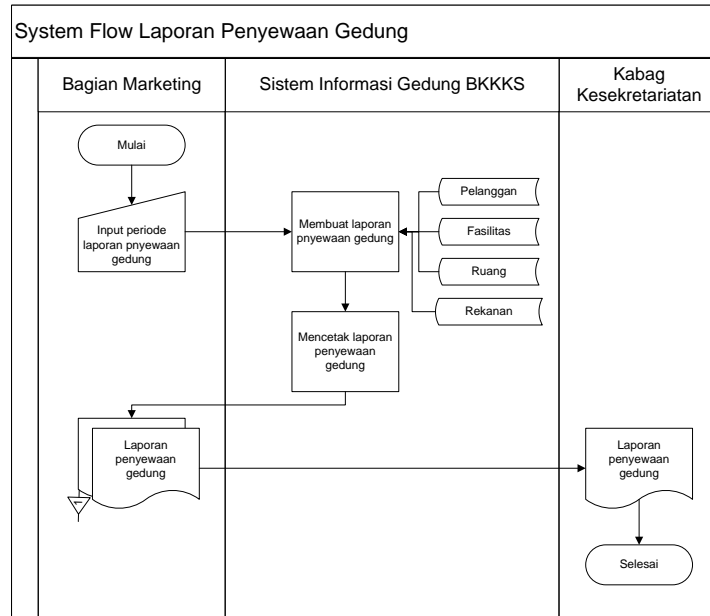 System Flow Laporan Penyewaan Gedung
Bagian Marketing
Sistem Informasi Gedung BKKKS
Kabag
Kesekretariatan
Mulai
Input periode
laporan pnyewaan
gedung
Membuat laporan
pnyewaan gedung
Pelanggan
Fasilitas
Ruang
Rekanan
Mencetak laporan
penyewaan
gedung
Laporan
penyewaan
gedung
1
Laporan
penyewaan
gedung
Selesai